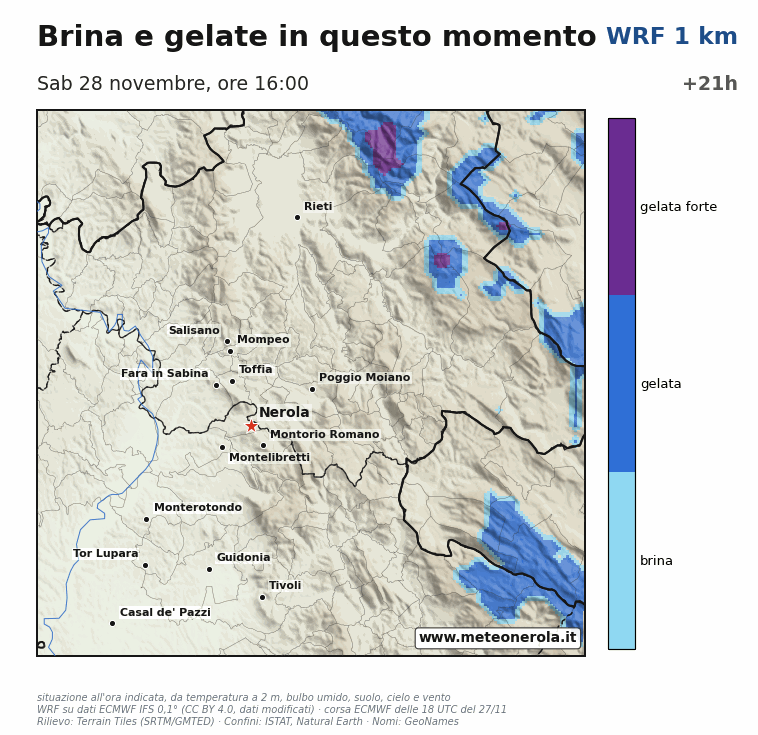 Brina e gelate in questo momento WRF 1 km
Sab 28 novembre, ore 16:00 +21h
Rieti
gelata forte
Salisano
Mompeo
Fara in Sabina
Toffia
Poggio Moiano
gelata
Nerola
Montorio Romano
Montelibretti
Monterotondo
Tor Lupara
Guidonia
brina
Tivoli
Casal de' Pazzi
www.meteonerola.it
situazione all'ora indicata, da temperatura a 2 m, bulbo umido, suolo, cielo e vento
WRF su dati ECMWF IFS 0,1° (CC BY 4.0, dati modificati) · corsa ECMWF delle 18 UTC del 27/11
Rilievo: Terrain Tiles (SRTM/GMTED) · Confini: ISTAT, Natural Earth · Nomi: GeoNames